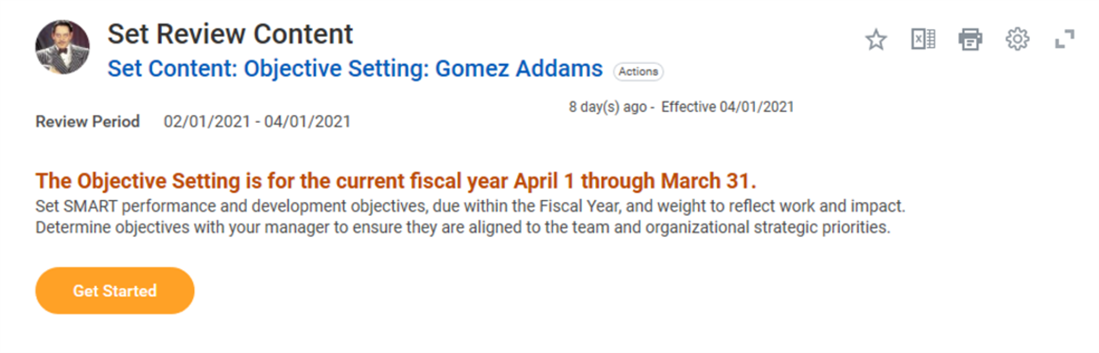 Set Review Content
Set Content: Objective Setting: Gomez Addams Actions
8 day(s) ago - Effective 04/01/2021
Review Period 02/01/2021 - 04/01/2021
The Objective Setting is for the current fiscal year April 1 through March 31.
Set SMART performance and development objectives, due within the Fiscal Year, and weight to reflect work and impact.
Determine objectives with your manager to ensure they are aligned to the team and organizational strategic priorities.
Get Started